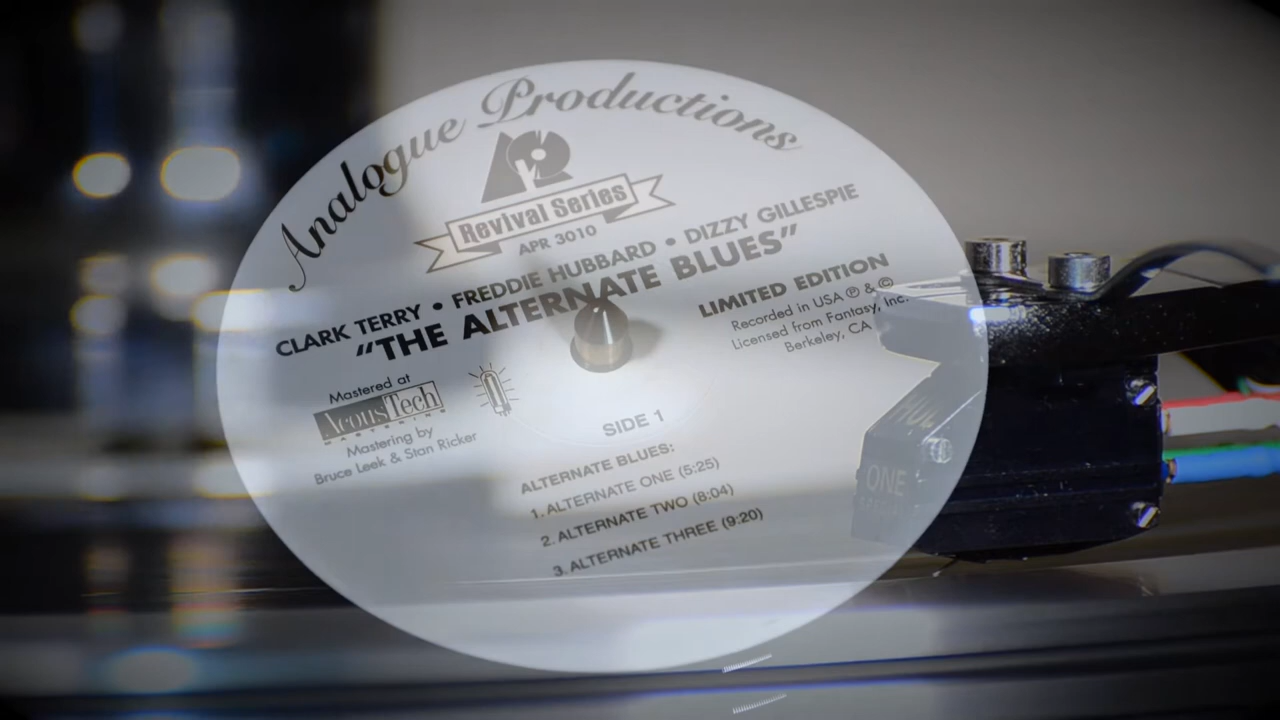 Analogue Productions
Revival Series
APR 3010
CLARK TERRY • FREDDIE HUBBARD • DIZZY GILLESPIE
"THE ALTERNATE BLUES"
LIMITED EDITION
Recorded in USA ℗ & ©
Licensed from Fantasy, Inc.
Berkeley, CA
Mastered at
AcousTech
MASTERING
Mastering by
Bruce Leek & Stan Ricker
SIDE 1
ALTERNATE BLUES:
1. ALTERNATE ONE (5:25)
2. ALTERNATE TWO (8:04)
3. ALTERNATE THREE (9:20)
ONE